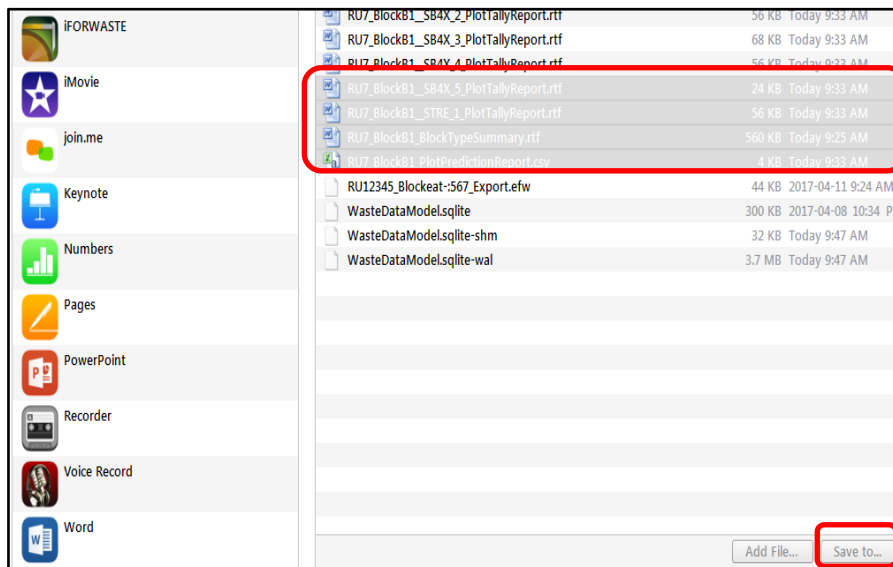 iFORWASTE
iMovie
join.me
Keynote
Numbers
Pages
PowerPoint
Recorder
Voice Record
Word
RU7_BlockB1__SB4X_2_PlotTallyReport.rtf 56 KB Today 9:33 AM
RU7_BlockB1__SB4X_3_PlotTallyReport.rtf 68 KB Today 9:33 AM
RU7_BlockB1__SB4X_4_PlotTallyReport.rtf 56 KB Today 9:33 AM
RU7_BlockB1__SB4X_5_PlotTallyReport.rtf 24 KB Today 9:33 AM
RU7_BlockB1__STRE_1_PlotTallyReport.rtf 56 KB Today 9:33 AM
RU7_BlockB1_BlockTypeSummary.rtf 560 KB Today 9:25 AM
RU7_BlockB1_PlotPredictionReport.csv 4 KB Today 9:33 AM
RU12345_Blockeat-:567_Export.efw 44 KB 2017-04-11 9:24 AM
WasteDataModel.sqlite 300 KB 2017-04-08 10:34 P
WasteDataModel.sqlite-shm 32 KB Today 9:47 AM
WasteDataModel.sqlite-wal 3.7 MB Today 9:47 AM
Add File... Save to...